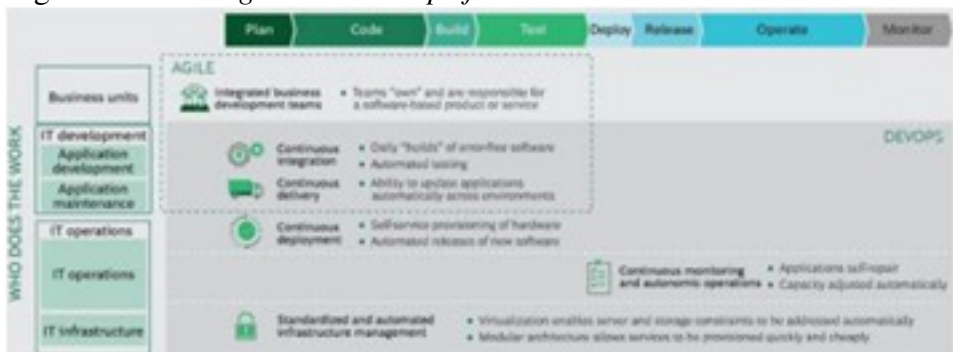 Plan
Code
Build
Test
Deploy
Release
Operate
Monitor
AGILE
DEVOPS
WHO DOES THE WORK
Business units
Integrated business
development teams
• Teams "own" and are responsible for
a software-based product or service
IT development
Application
development
Application
maintenance
Continuous
integration
• Daily "builds" of error-free software
• Automated testing
Continuous
delivery
• Ability to update applications
automatically across environments
IT operations
Continuous
deployment
• Self-service provisioning of hardware
• Automated releases of new software
IT operations
Continuous monitoring
and autonomic operations
• Applications self-repair
• Capacity adjusted automatically
IT infrastructure
Standardized and automated
infrastructure management
• Virtualization enables server and storage constraints to be addressed automatically
• Modular architecture allows services to be provisioned quickly and cheaply